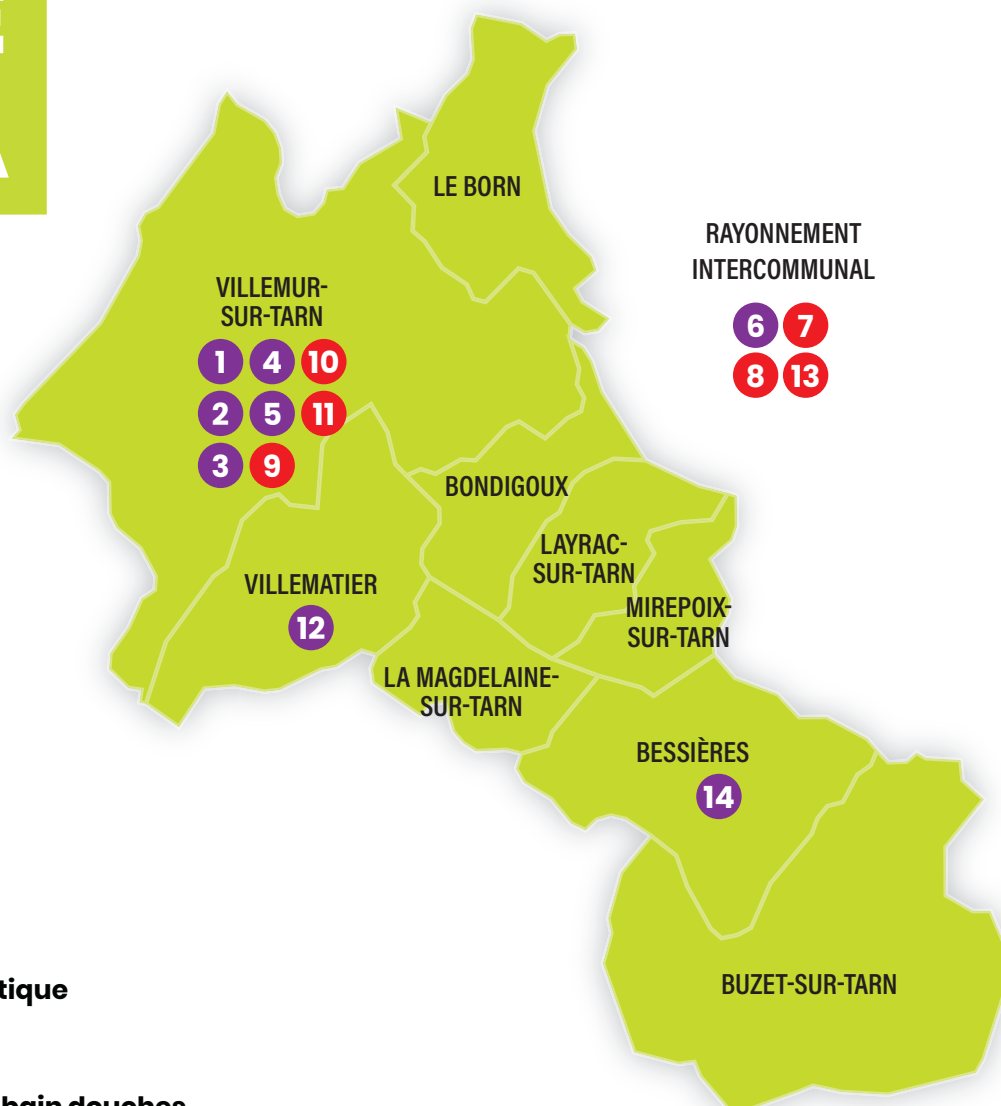 LE BORN
RAYONNEMENT
INTERCOMMUNAL
6 7
8 13
VILLEMUR-
SUR-TARN
1 4 10
2 5 11
3 9
BONDIGOUX
LAYRAC-
SUR-TARN
VILLEMATIER
12
MIREPOIX-
SUR-TARN
LA MAGDELAINE-
SUR-TARN
BESSIÈRES
14
BUZET-SUR-TARN
tique
bain douches